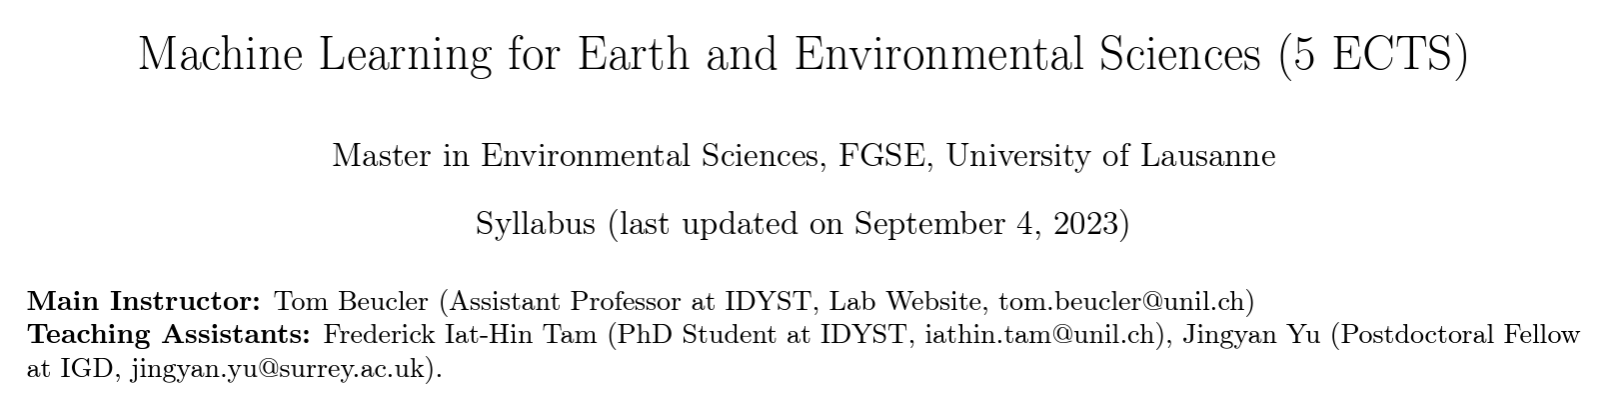 Machine Learning for Earth and Environmental Sciences (5 ECTS)
Master in Environmental Sciences, FGSE, University of Lausanne
Syllabus (last updated on September 4, 2023)
Main Instructor: Tom Beucler (Assistant Professor at IDYST, Lab Website, tom.beucler@unil.ch)
Teaching Assistants: Frederick Iat-Hin Tam (PhD Student at IDYST, iathin.tam@unil.ch), Jingyan Yu (Postdoctoral Fellow
at IGD, jingyan.yu@surrey.ac.uk).